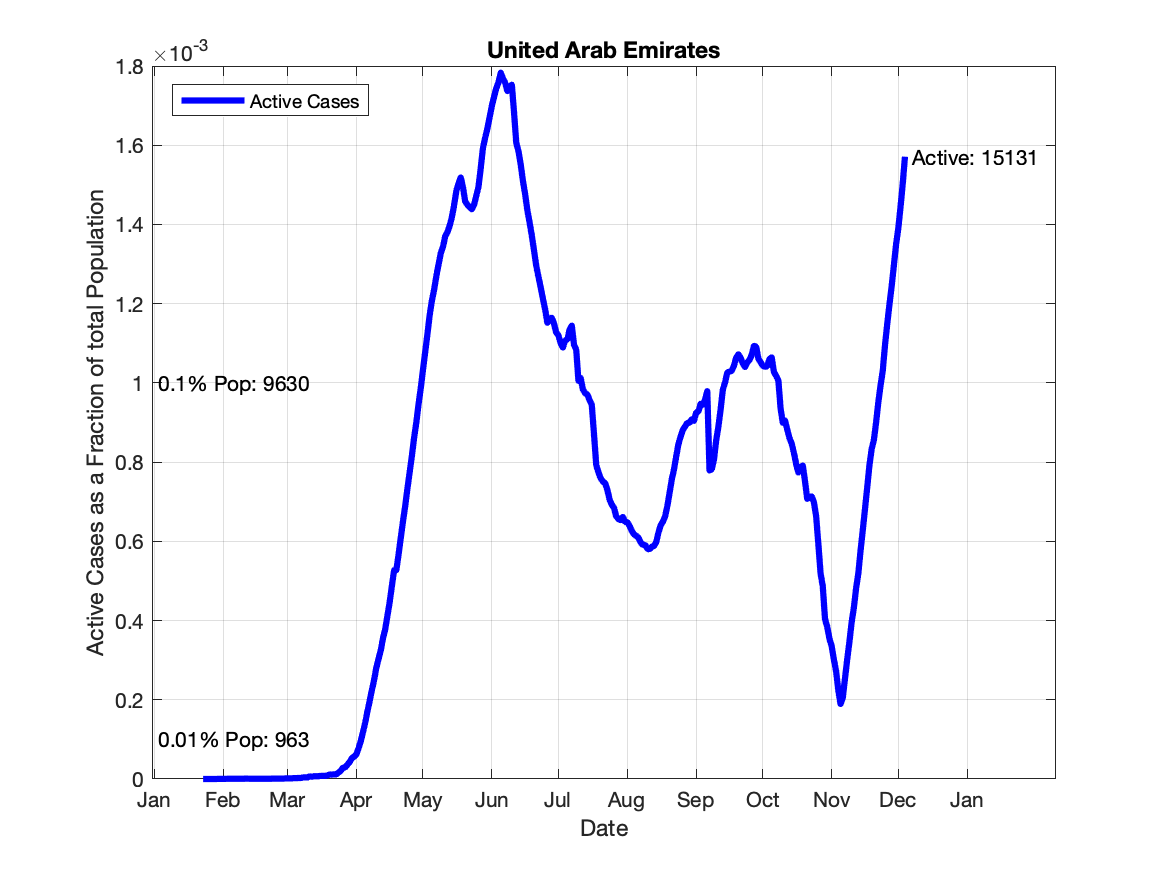 United Arab Emirates
×10-3
Active Cases
1.8
1.6
1.4
1.2
1
0.8
0.6
0.4
0.2
0
Active Cases as a Fraction of total Population
Active: 15131
0.1% Pop: 9630
0.01% Pop: 963
Jan Feb Mar Apr May Jun Jul Aug Sep Oct Nov Dec Jan
Date